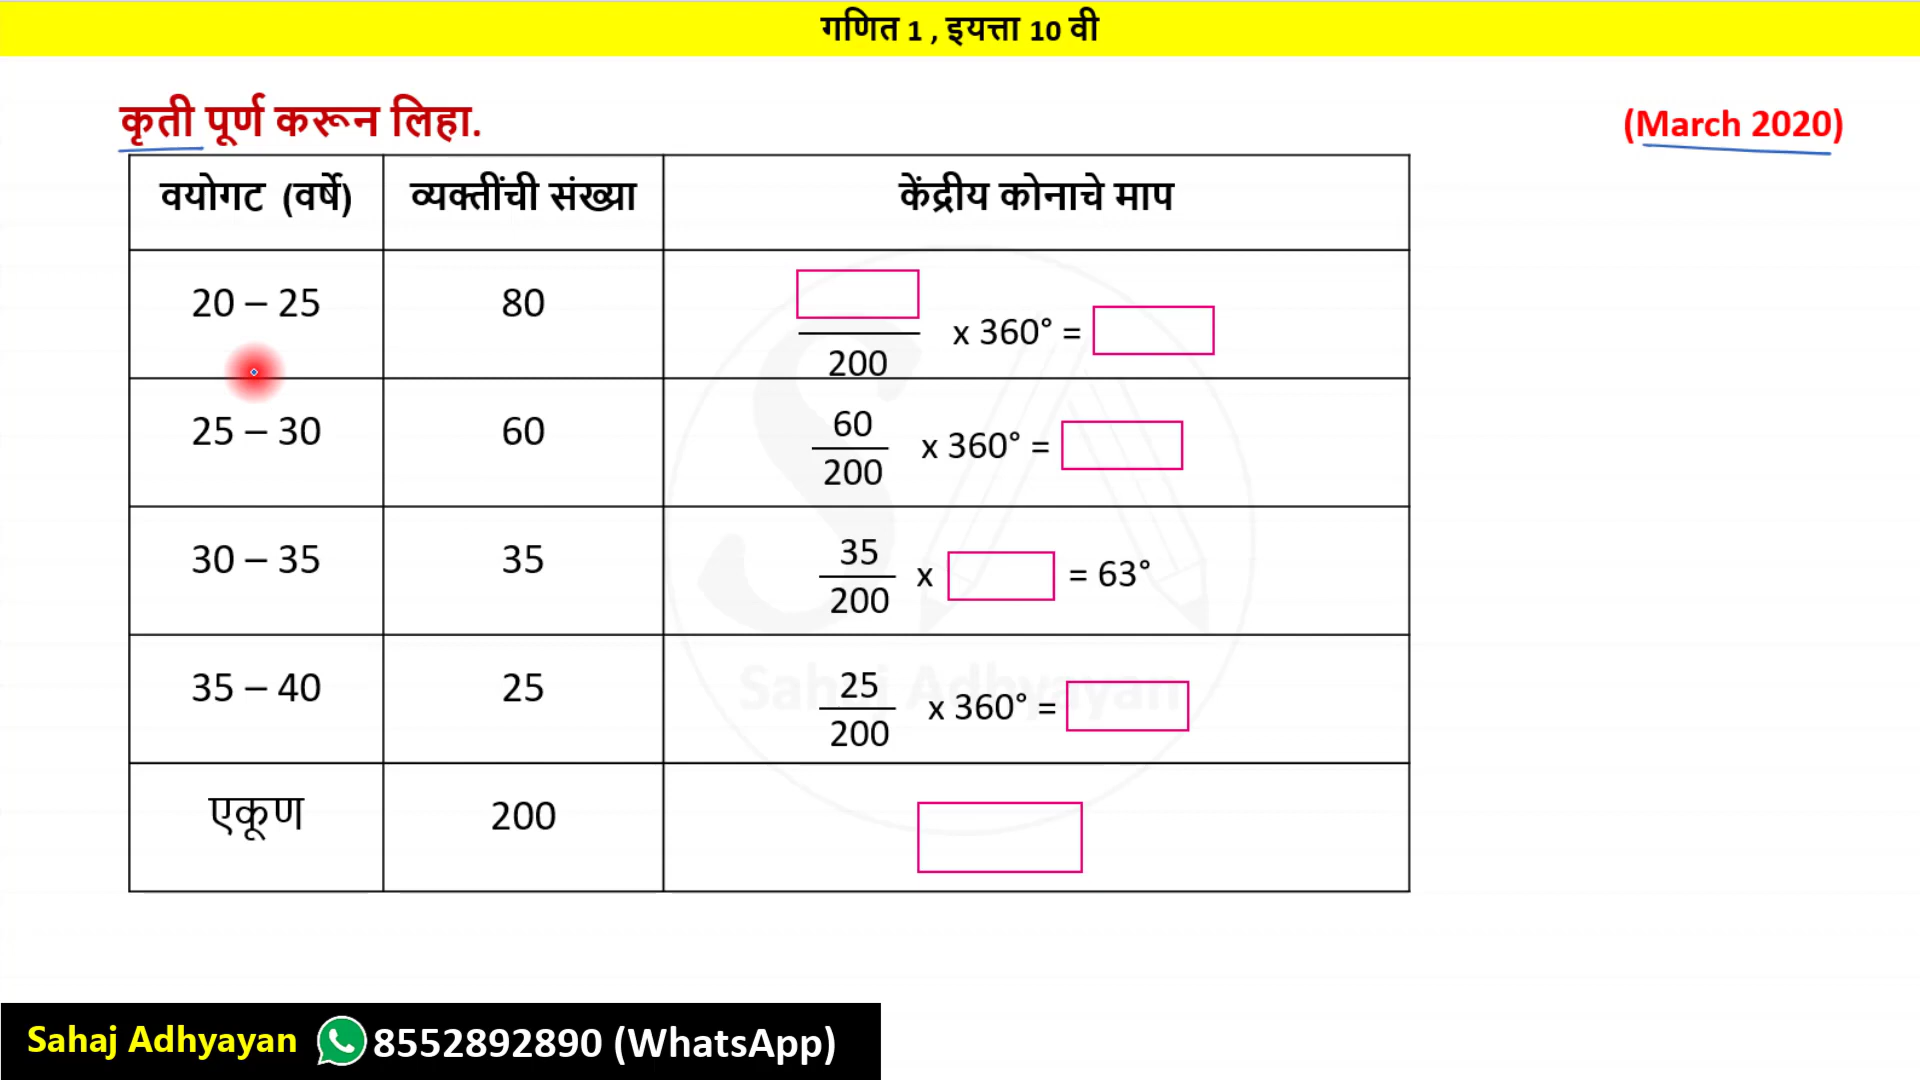 गणित 1 , इयत्ता 10 वी
कृती पूर्ण करून लिहा.
(March 2020)
वयोगट (वर्षे) व्यक्तींची संख्या केंद्रीय कोनाचे माप
20 – 25 80 200 x 360° =
25 – 30 60 60/200 x 360° =
30 – 35 35 35/200 x = 63°
35 – 40 25 25/200 x 360° =
एकूण 200
Sahaj Adhyayan
Sahaj Adhyayan 8552892890 (WhatsApp)